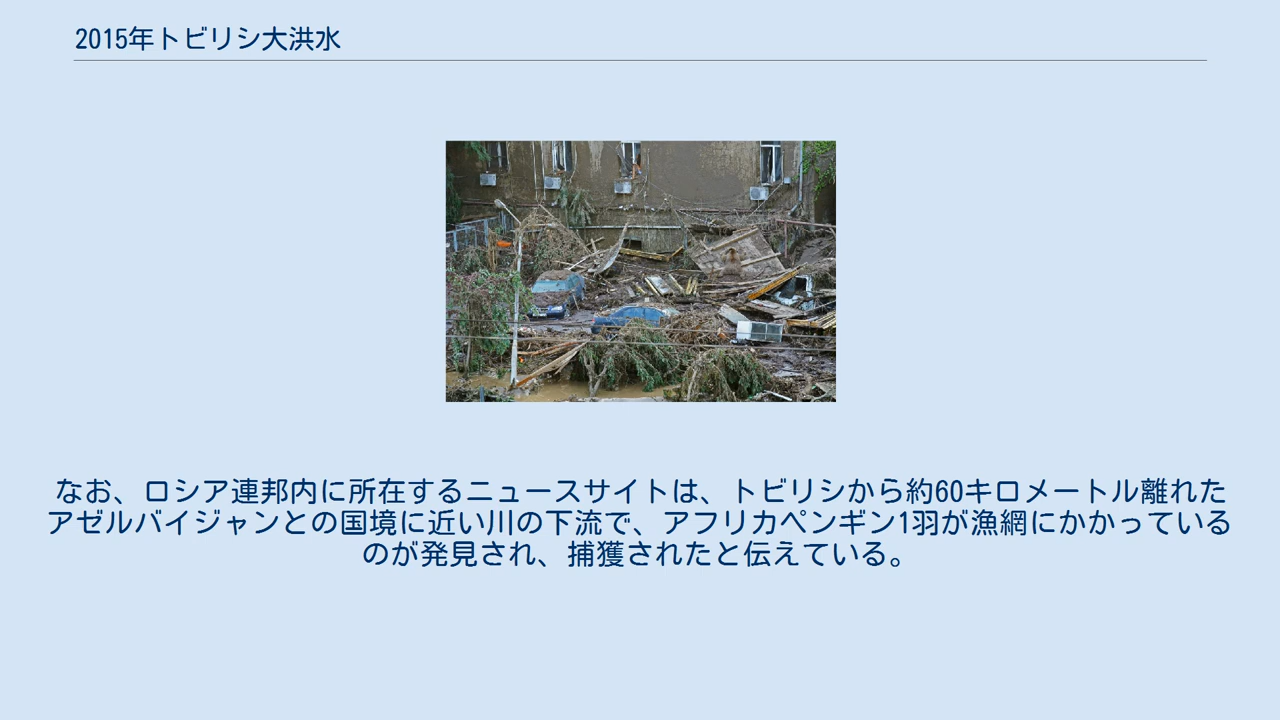 2015年トビリシ大洪水
なお、ロシア連邦内に所在するニュースサイトは、トビリシから約60キロメートル離れた
アゼルバイジャンとの国境に近い川の下流で、アフリカペンギン1羽が漁網にかかっている
のが発見され、捕獲されたと伝えている。